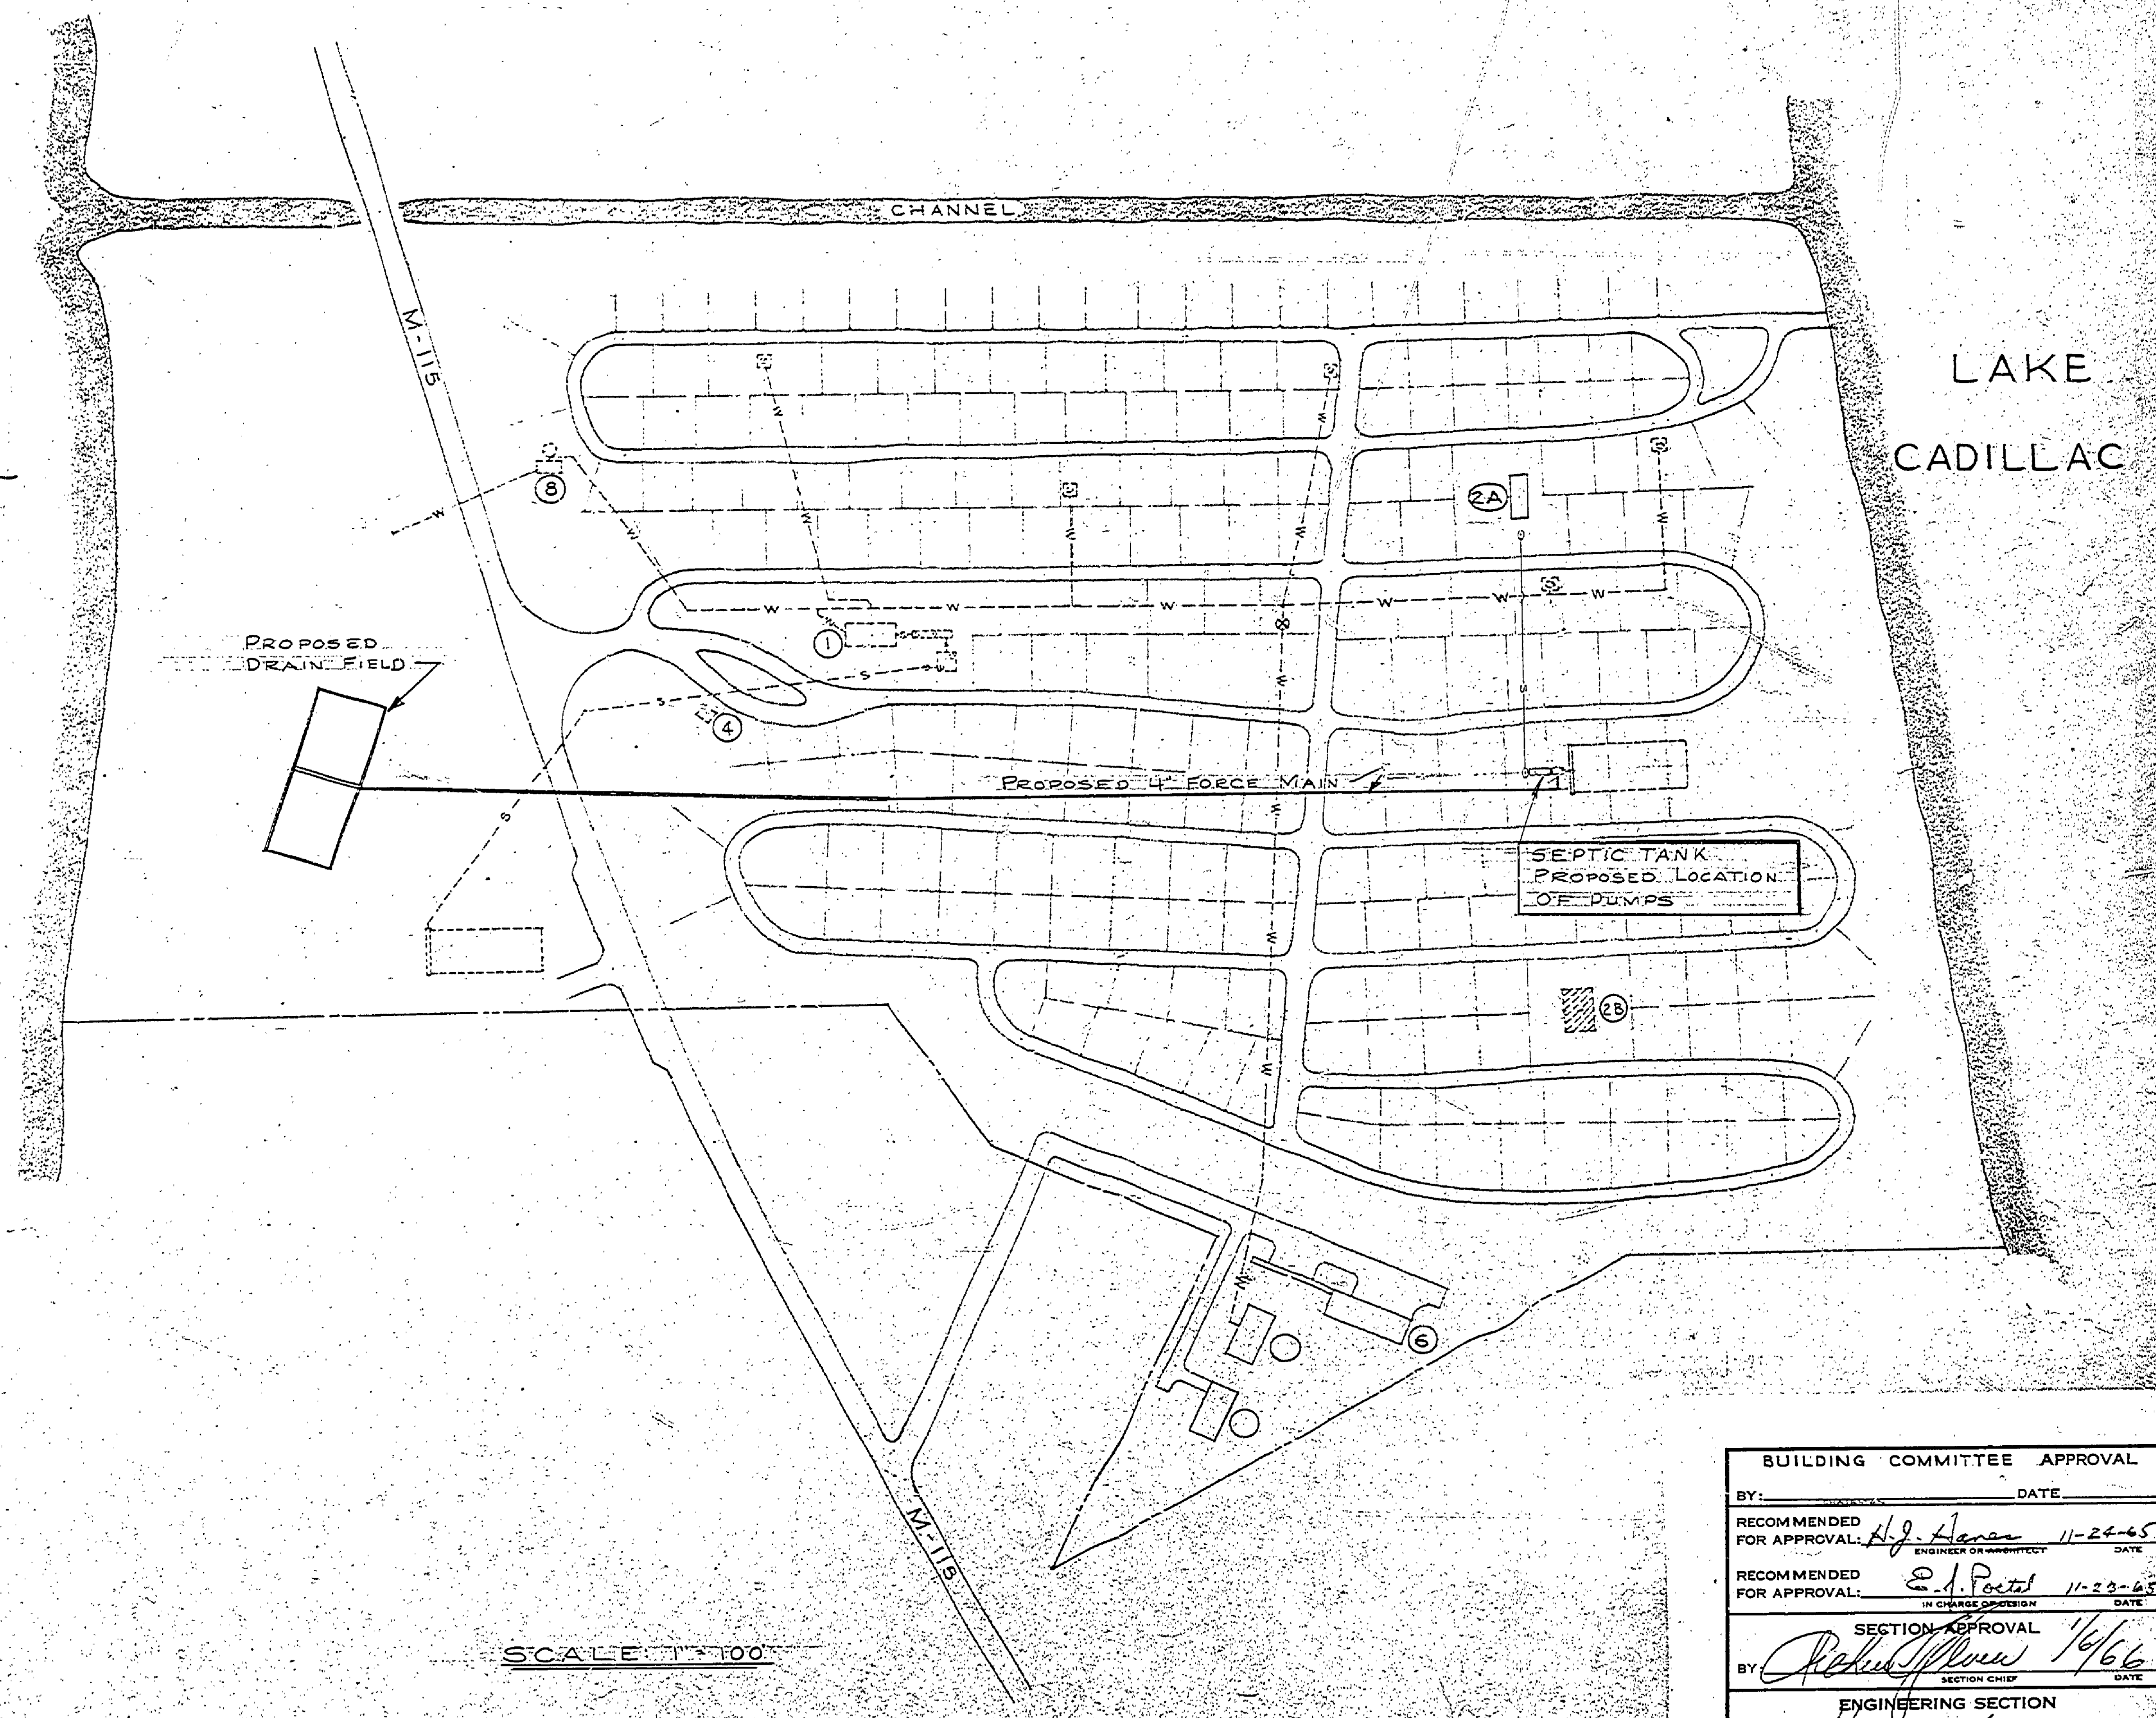 CHANNEL
M-115
LAKE
CADILLAC
8
2A
W
W
W
W
W
W
W
W
W
W
W
W
W
W
1
PROPOSED
DRAIN FIELD
S
S
S
S
4
PROPOSED 4" FORCE MAIN
W
W
W
W
W
SEPTIC TANK
PROPOSED LOCATION
OF PUMPS
2B
6
M-115
SCALE 1"=100'
BUILDING COMMITTEE APPROVAL
BY: DATE
RECOMMENDED
FOR APPROVAL: H.J. Hanes 11-24-65
ENGINEER OR ARCHITECT DATE
RECOMMENDED
FOR APPROVAL: 11-23-65
IN CHARGE OF DESIGN DATE
SECTION APPROVAL
BY: 1/6/66
SECTION CHIEF DATE
ENGINEERING SECTION